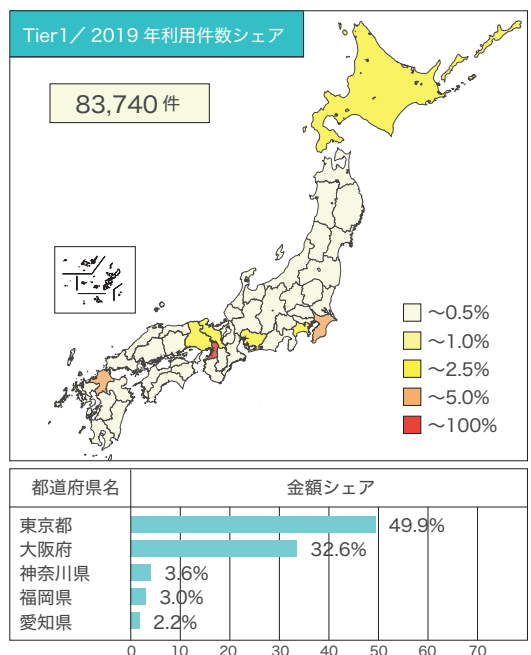 Tier1／2019年利用件数シェア
83,740件
～0.5%
～1.0%
～2.5%
～5.0%
～100%
都道府県名 金額シェア
東京都 49.9%
大阪府 32.6%
神奈川県 3.6%
福岡県 3.0%
愛知県 2.2%
0 10 20 30 40 50 60 70